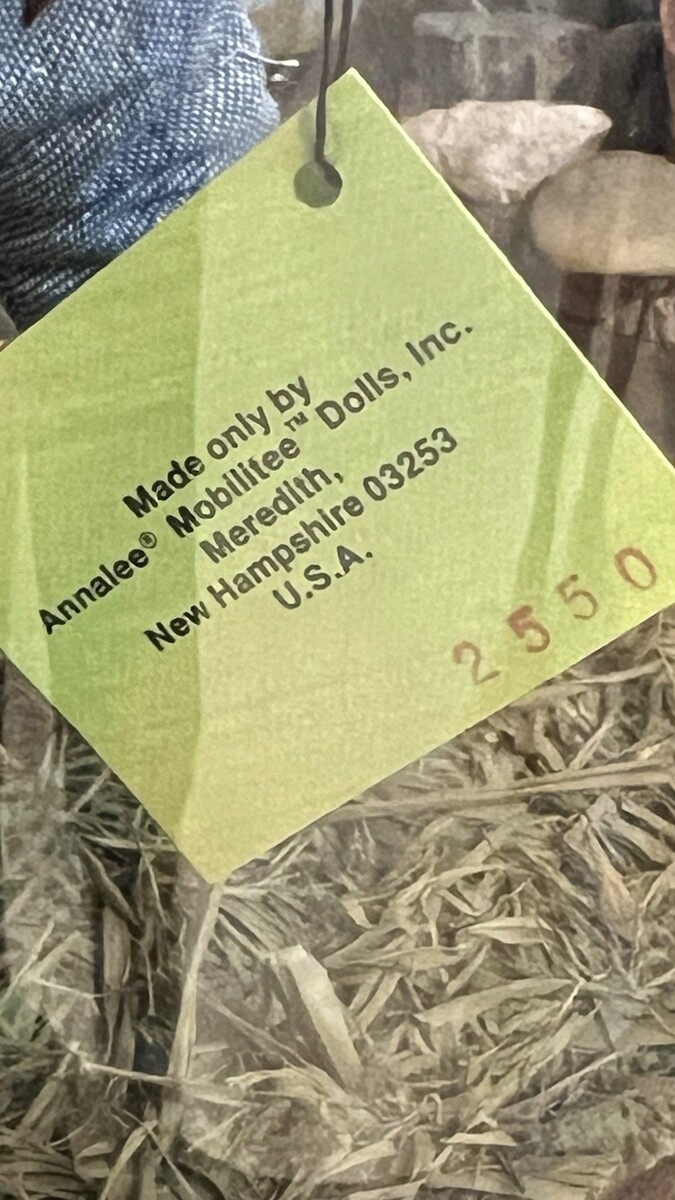 Made only by
Annalee® Mobilitee™ Dolls, Inc.
Meredith,
New Hampshire 03253
U.S.A.
2550